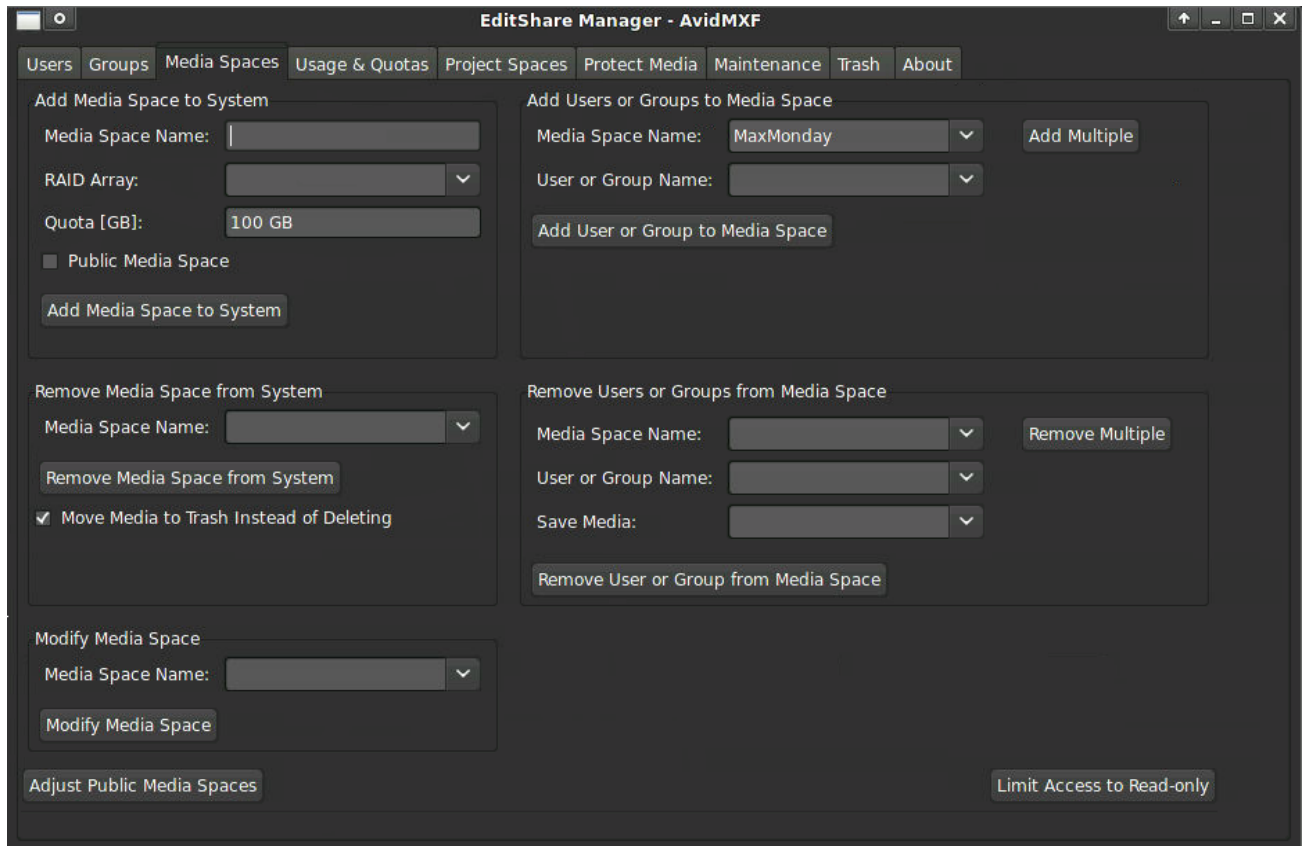 EditShare Manager - AvidMXF
Users Groups Media Spaces Usage & Quotas Project Spaces Protect Media Maintenance Trash About
Add Media Space to System
Media Space Name:
RAID Array:
Quota [GB]: 100 GB
Public Media Space
Add Media Space to System
Add Users or Groups to Media Space
Media Space Name: MaxMonday Add Multiple
User or Group Name:
Add User or Group to Media Space
Remove Media Space from System
Media Space Name:
Remove Media Space from System
Move Media to Trash Instead of Deleting
Remove Users or Groups from Media Space
Media Space Name: Remove Multiple
User or Group Name:
Save Media:
Remove User or Group from Media Space
Modify Media Space
Media Space Name:
Modify Media Space
Adjust Public Media Spaces Limit Access to Read-only